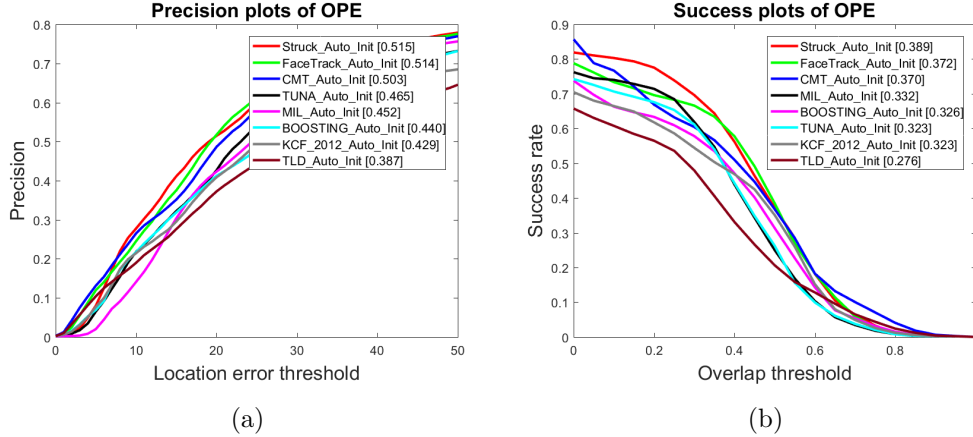 Precision plots of OPE
0.8
0.7
0.6
0.5
0.4
0.3
0.2
0.1
0
Precision
Struck_Auto_Init [0.515]
FaceTrack_Auto_Init [0.514]
CMT_Auto_Init [0.503]
TUNA_Auto_Init [0.465]
MIL_Auto_Init [0.452]
BOOSTING_Auto_Init [0.440]
KCF_2012_Auto_Init [0.429]
TLD_Auto_Init [0.387]
0 10 20 30 40 50
Location error threshold
(a)
Success plots of OPE
0.9
0.8
0.7
0.6
0.5
0.4
0.3
0.2
0.1
0
Success rate
Struck_Auto_Init [0.389]
FaceTrack_Auto_Init [0.372]
CMT_Auto_Init [0.370]
MIL_Auto_Init [0.332]
BOOSTING_Auto_Init [0.326]
TUNA_Auto_Init [0.323]
KCF_2012_Auto_Init [0.323]
TLD_Auto_Init [0.276]
0 0.2 0.4 0.6 0.8
Overlap threshold
(b)